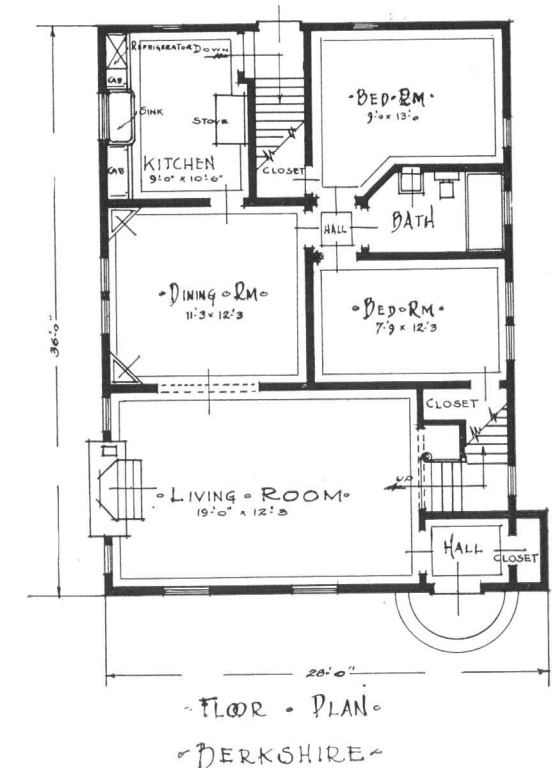 REFRIGERATOR
DOWN
CAB
SINK
STOVE
CAB
KITCHEN
9'-0" x 10'-6"
CLOSET
BED RM
9'-0 x 13'-0
BATH
HALL
DINING RM
11'-3 x 12'-3
BED RM
7'-9 x 12'-3
36'-0"
CLOSET
UP
LIVING ROOM
19'-0" x 12'-3
HALL
CLOSET
28'-0"
FLOOR PLAN
BERKSHIRE